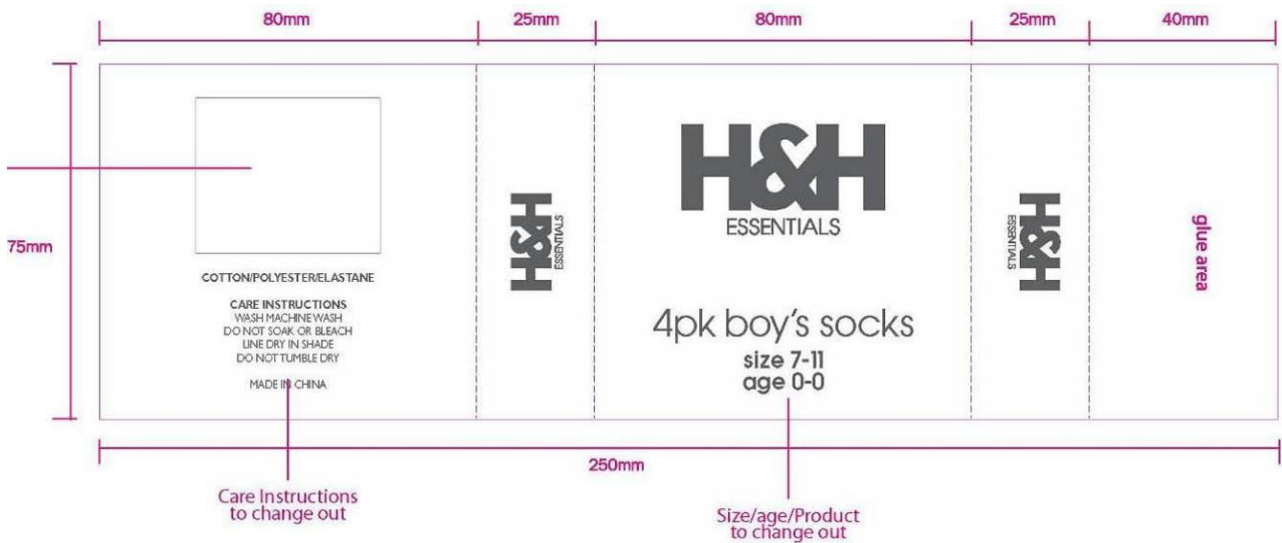 80mm
25mm
80mm
25mm
40mm
75mm
COTTON/POLYESTER/ELASTANE
CARE INSTRUCTIONS
WASH MACHINE WASH
DO NOT SOAK OR BLEACH
LINE DRY IN SHADE
DO NOT TUMBLE DRY
MADE IN CHINA
H&H
ESSENTIALS
H&H
ESSENTIALS
4pk boy's socks
size 7-11
age 0-0
H&H
ESSENTIALS
glue area
250mm
Care Instructions
to change out
Size/age/Product
to change out